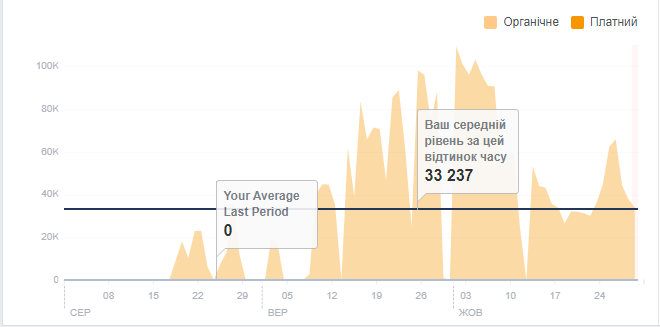 Органічне Платний
100K
80K
60K
40K
20K
0
Your Average
Last Period
0
Ваш середній
рівень за цей
відтинок часу
33 237
08 15 22 29 05 12 19 26 03 10 17 24
СЕР ВЕР ЖОВ